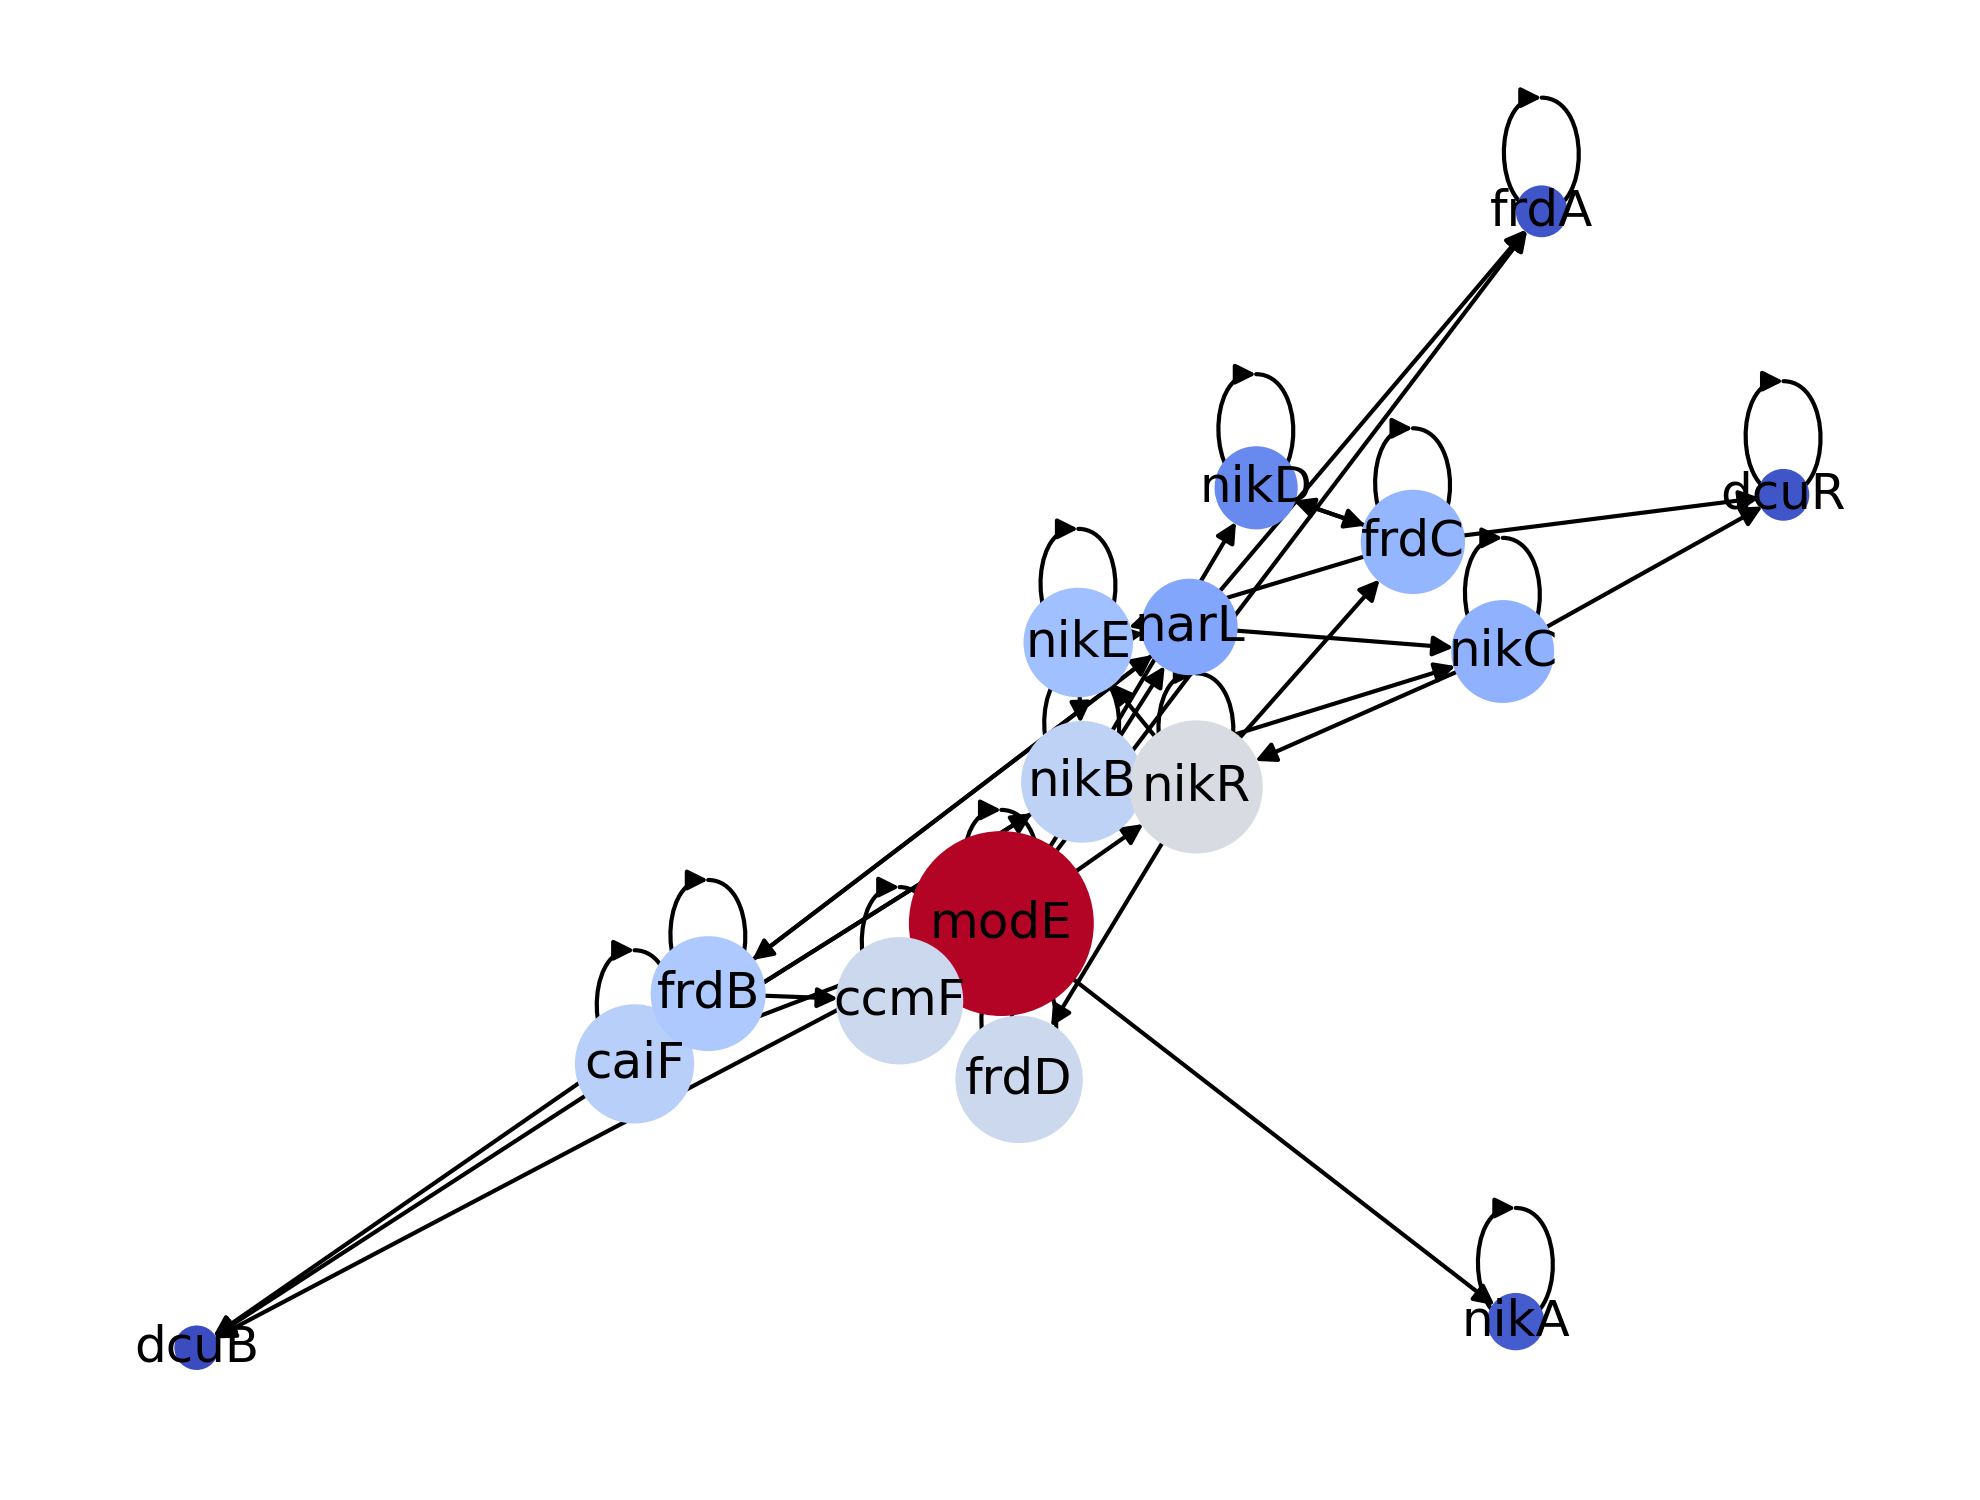 frdA
nikD
dcuR
frdC
narL
nikE
nikC
nikB
nikR
modE
frdB
ccmF
caiF
frdD
nikA
dcuB